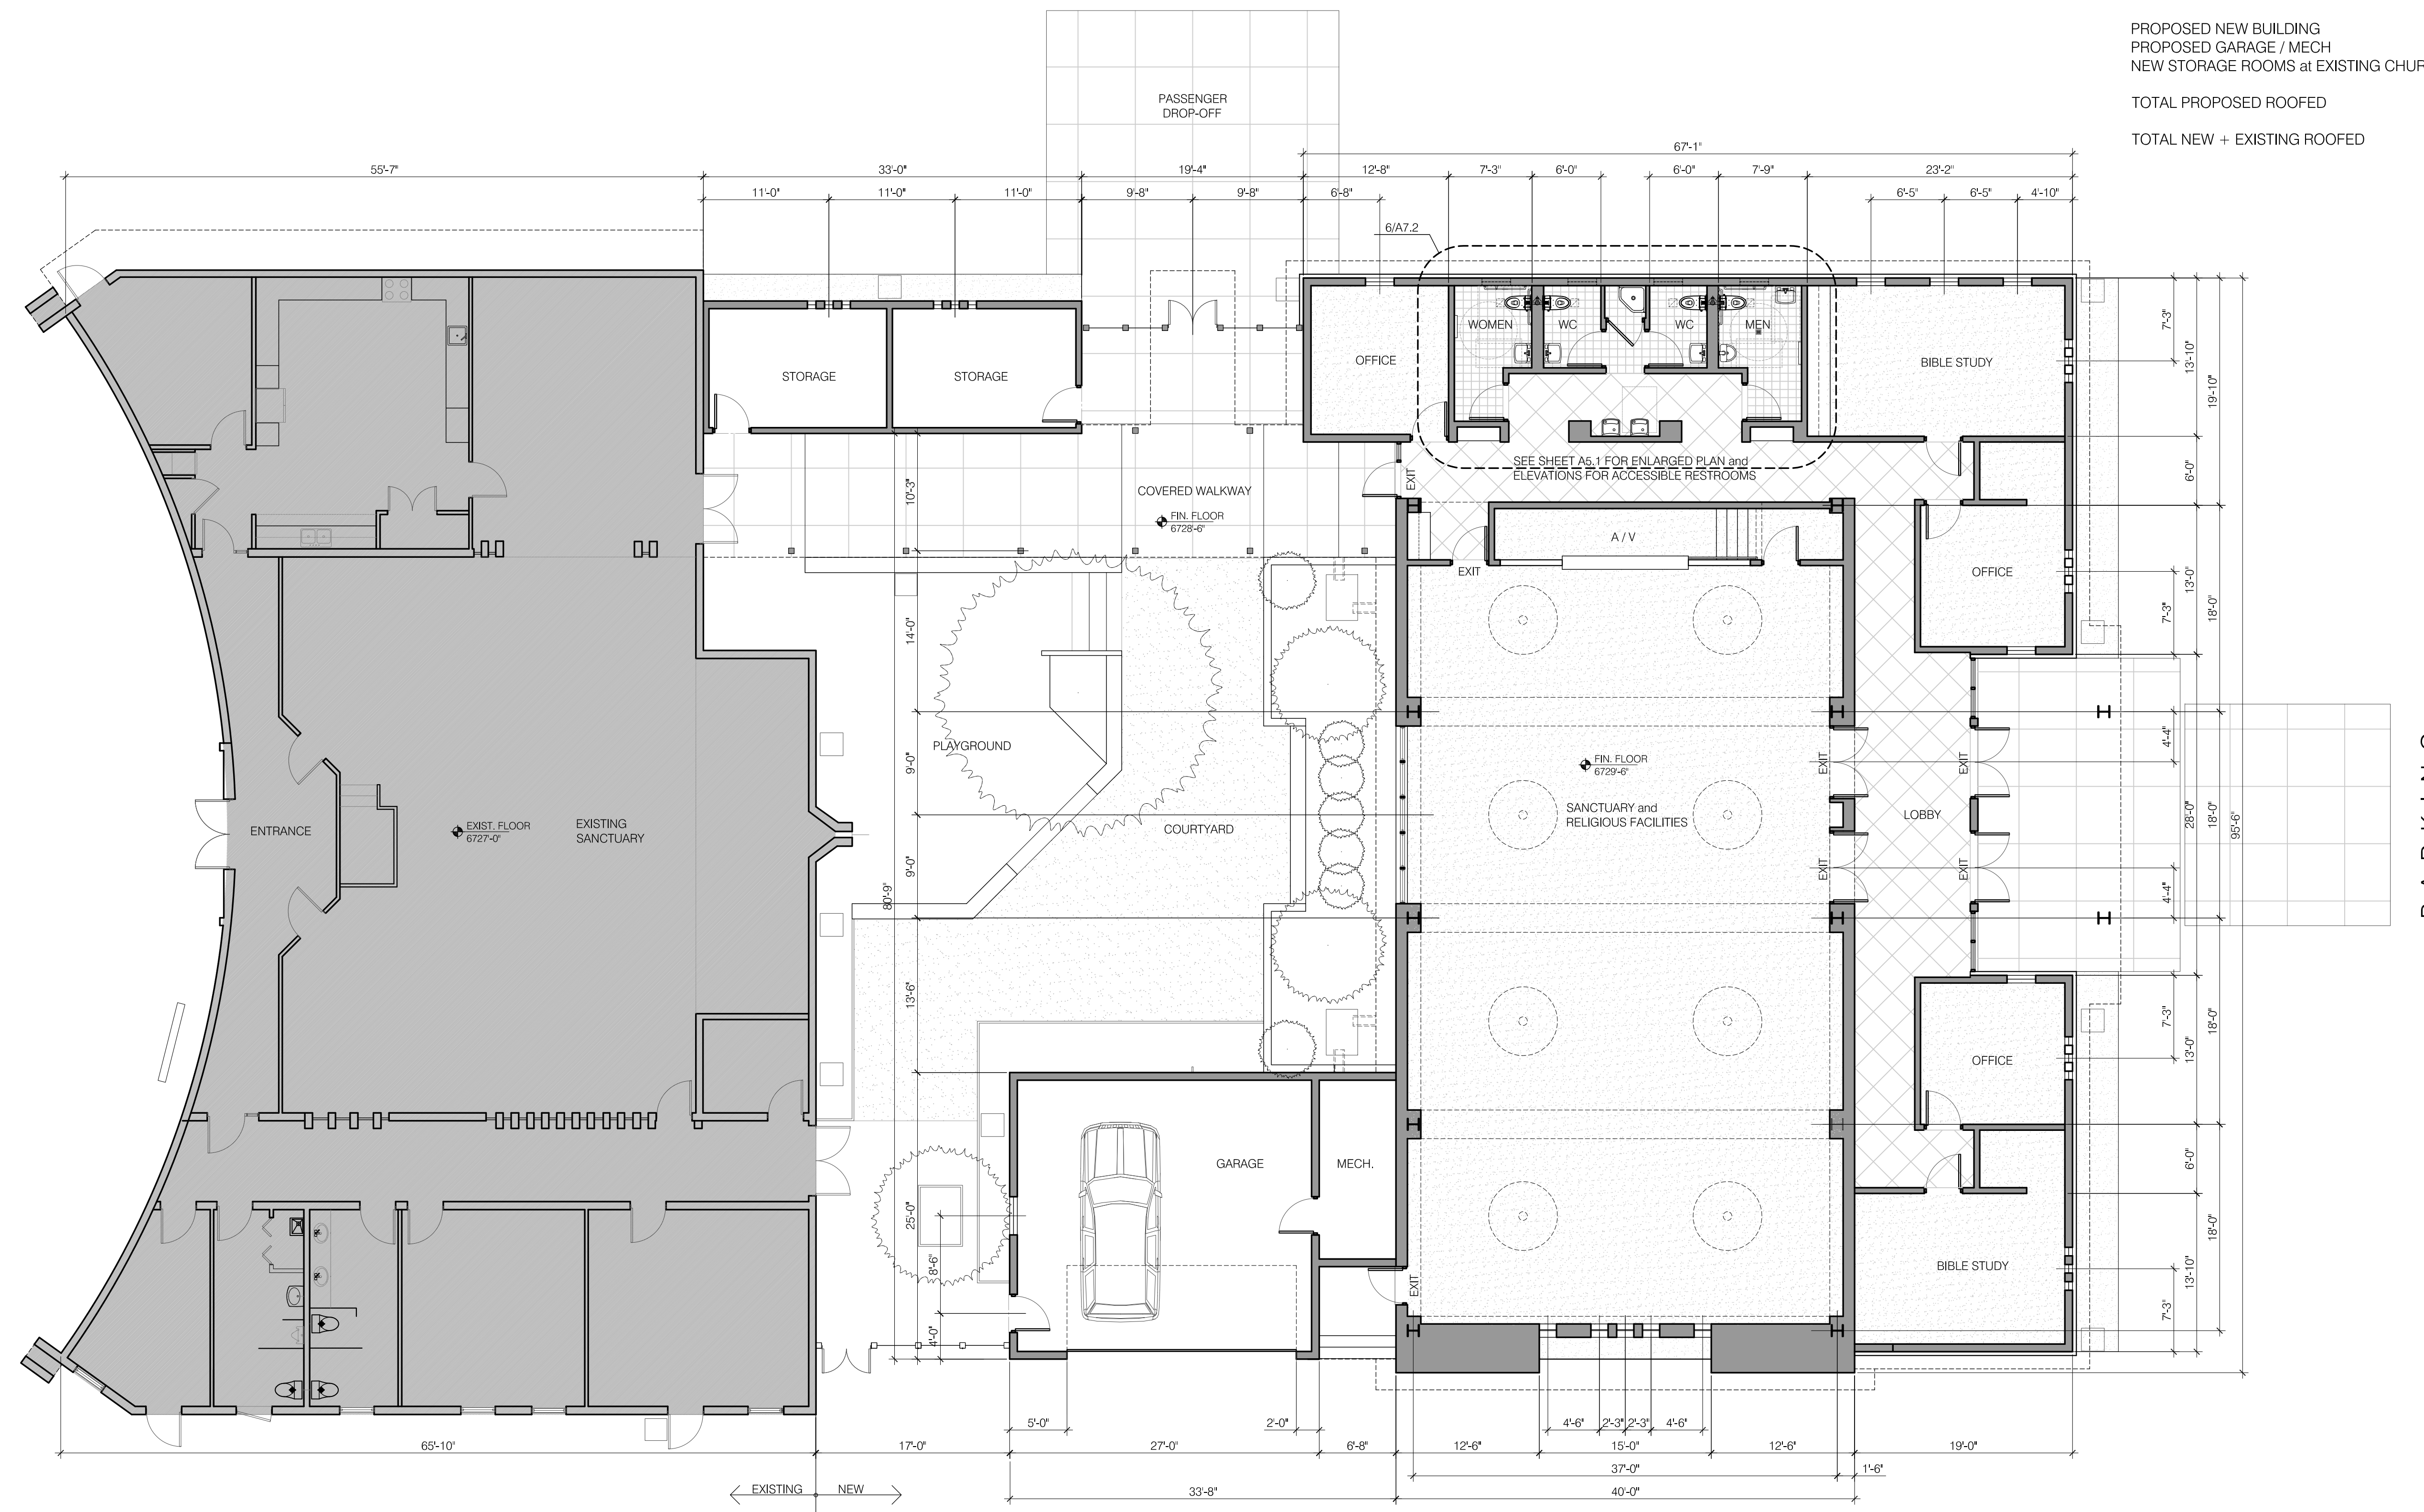 PROPOSED NEW BUILDING
PROPOSED GARAGE / MECH
NEW STORAGE ROOMS at EXISTING CHUR
TOTAL PROPOSED ROOFED
TOTAL NEW + EXISTING ROOFED
PASSENGER
DROP-OFF
67'-1"
55'-7"
33'-0"
19'-4"
12'-8"
7'-3"
6'-0"
6'-0"
7'-9"
23'-2"
11'-0"
11'-0"
11'-0"
9'-8"
9'-8"
6'-8"
6'-5"
6'-5"
4'-10"
6/A7.2
WOMEN
WC
WC
MEN
OFFICE
BIBLE STUDY
STORAGE
STORAGE
7'-3"
13'-10"
19'-10"
SEE SHEET A5.1 FOR ENLARGED PLAN and
ELEVATIONS FOR ACCESSIBLE RESTROOMS
EXIT
COVERED WALKWAY
FIN. FLOOR
6728'-6"
10'-3"
6'-0"
A / V
EXIT
OFFICE
13'-0"
7'-3"
18'-0"
14'-0"
PLAYGROUND
9'-0"
FIN. FLOOR
6729'-6"
SANCTUARY and
RELIGIOUS FACILITIES
EXIT
EXIT
LOBBY
EXIT
EXIT
4'-4"
28'-0"
18'-0"
95'-6"
4'-4"
ENTRANCE
EXIST. FLOOR
6727'-0"
EXISTING
SANCTUARY
COURTYARD
9'-0"
80'-9"
13'-6"
7'-3"
13'-0"
18'-0"
OFFICE
GARAGE
MECH.
6'-0"
25'-0"
8'-6"
4'-0"
EXIT
BIBLE STUDY
18'-0"
13'-10"
7'-3"
5'-0"
2'-0"
4'-6"
2'-3"
2'-3"
4'-6"
65'-10"
17'-0"
27'-0"
6'-8"
12'-6"
15'-0"
12'-6"
19'-0"
37'-0"
1'-6"
EXISTING
NEW
33'-8"
40'-0"